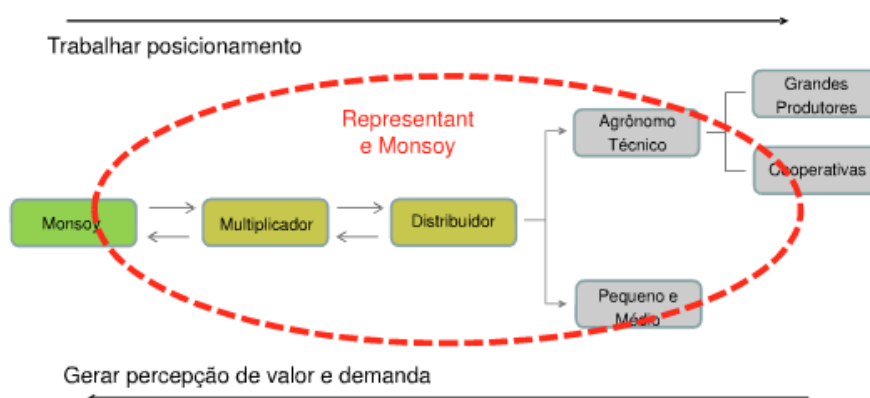 Trabalhar posicionamento
Grandes
Produtores
Representant
e Monsoy
Agrônomo
Técnico
Cooperativas
Monsoy
Multiplicador
Distribuidor
Pequeno e
Médio
Gerar percepção de valor e demanda